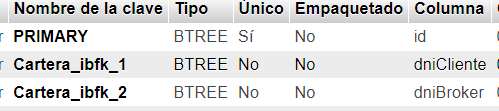 Nombre de la clave Tipo Único Empaquetado Columna
PRIMARY BTREE Sí No id
Cartera_ibfk_1 BTREE No No dniCliente
Cartera_ibfk_2 BTREE No No dniBroker